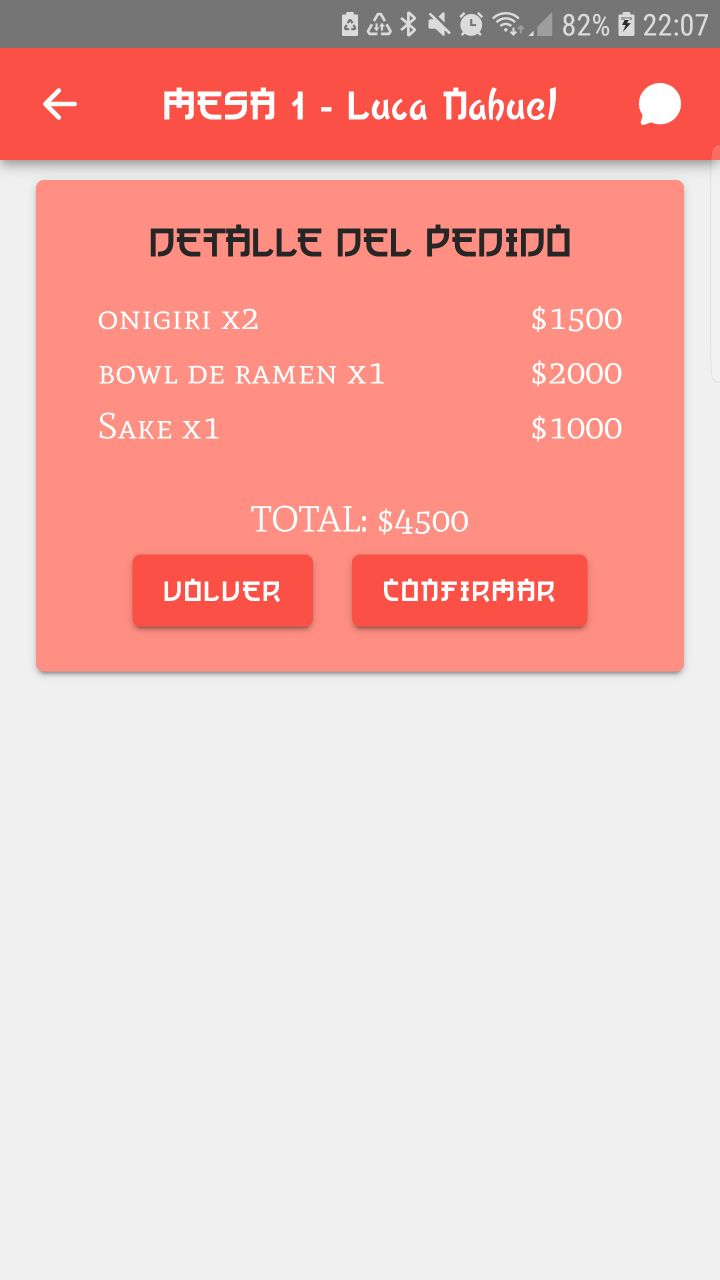 82% 22:07
MESA 1 - Luca Nahuel
DETALLE DEL PEDIDO
onigiri x2 $1500
bowl de ramen x1 $2000
Sake x1 $1000
TOTAL: $4500
VOLVER CONFIRMAR